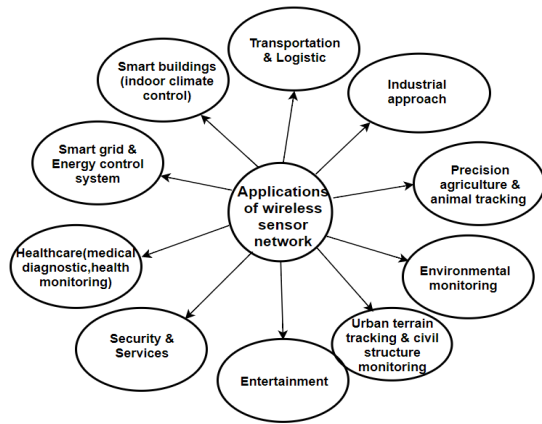 Transportation
& Logistic
Smart buildings
(indoor climate
control)
Industrial
approach
Smart grid &
Energy control
system
Precision
agriculture &
animal tracking
Applications
of wireless
sensor
network
Healthcare(medical
diagnostic,health
monitoring)
Environmental
monitoring
Security &
Services
Urban terrain
tracking & civil
structure
monitoring
Entertainment